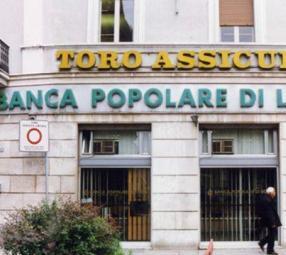 TORO ASSICU
BANCA POPOLARE DI L